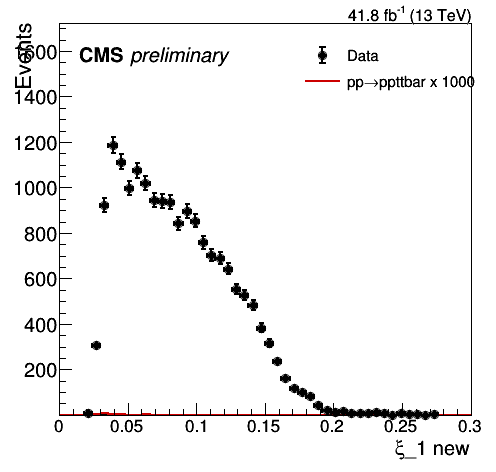 41.8 fb⁻¹ (13 TeV)
Events
CMS preliminary
Data
pp→ppttbar x 1000
1600
1400
1200
1000
800
600
400
200
0 0.05 0.1 0.15 0.2 0.25 0.3
ξ_1 new